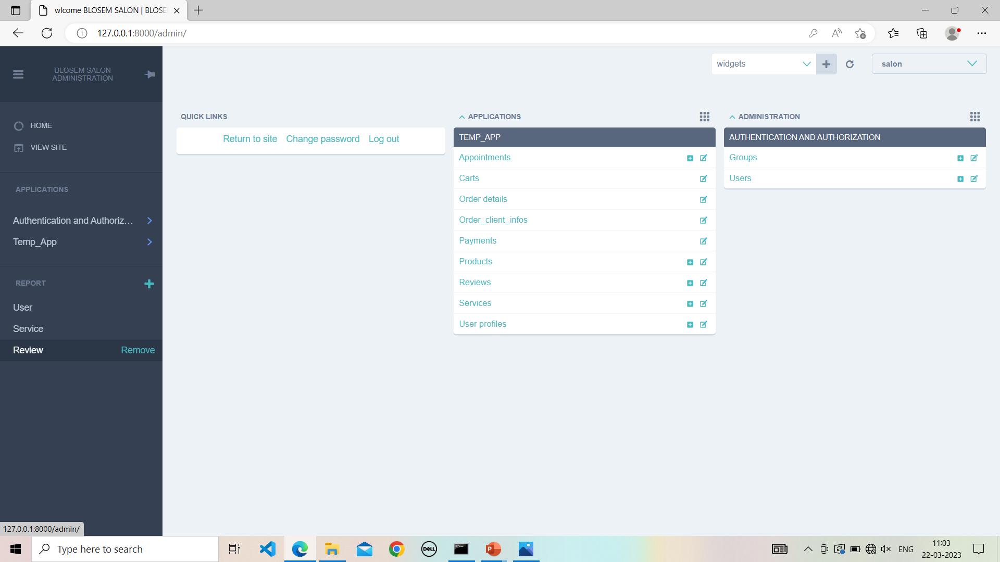 wlcome BLOSEM SALON | BLOSE
127.0.0.1:8000/admin/
BLOSEM SALON
ADMINISTRATION
widgets
salon
HOME
VIEW SITE
APPLICATIONS
Authentication and Authoriz...
Temp_App
REPORT
User
Service
Review Remove
QUICK LINKS
Return to site Change password Log out
APPLICATIONS
TEMP_APP
Appointments
Carts
Order details
Order_client_infos
Payments
Products
Reviews
Services
User profiles
ADMINISTRATION
AUTHENTICATION AND AUTHORIZATION
Groups
Users
127.0.0.1:8000/admin/
Type here to search
DELL
ENG
11:03
22-03-2023